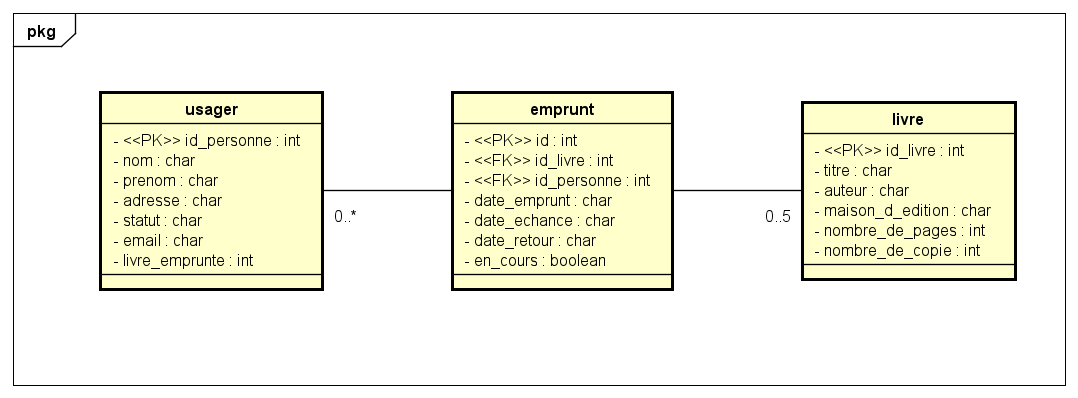 pkg
usager
- <<PK>> id_personne : int
- nom : char
- prenom : char
- adresse : char
- statut : char
- email : char
- livre_emprunte : int
0..*
emprunt
- <<PK>> id : int
- <<FK>> id_livre : int
- <<FK>> id_personne : int
- date_emprunt : char
- date_echance : char
- date_retour : char
- en_cours : boolean
0..5
livre
- <<PK>> id_livre : int
- titre : char
- auteur : char
- maison_d_edition : char
- nombre_de_pages : int
- nombre_de_copie : int